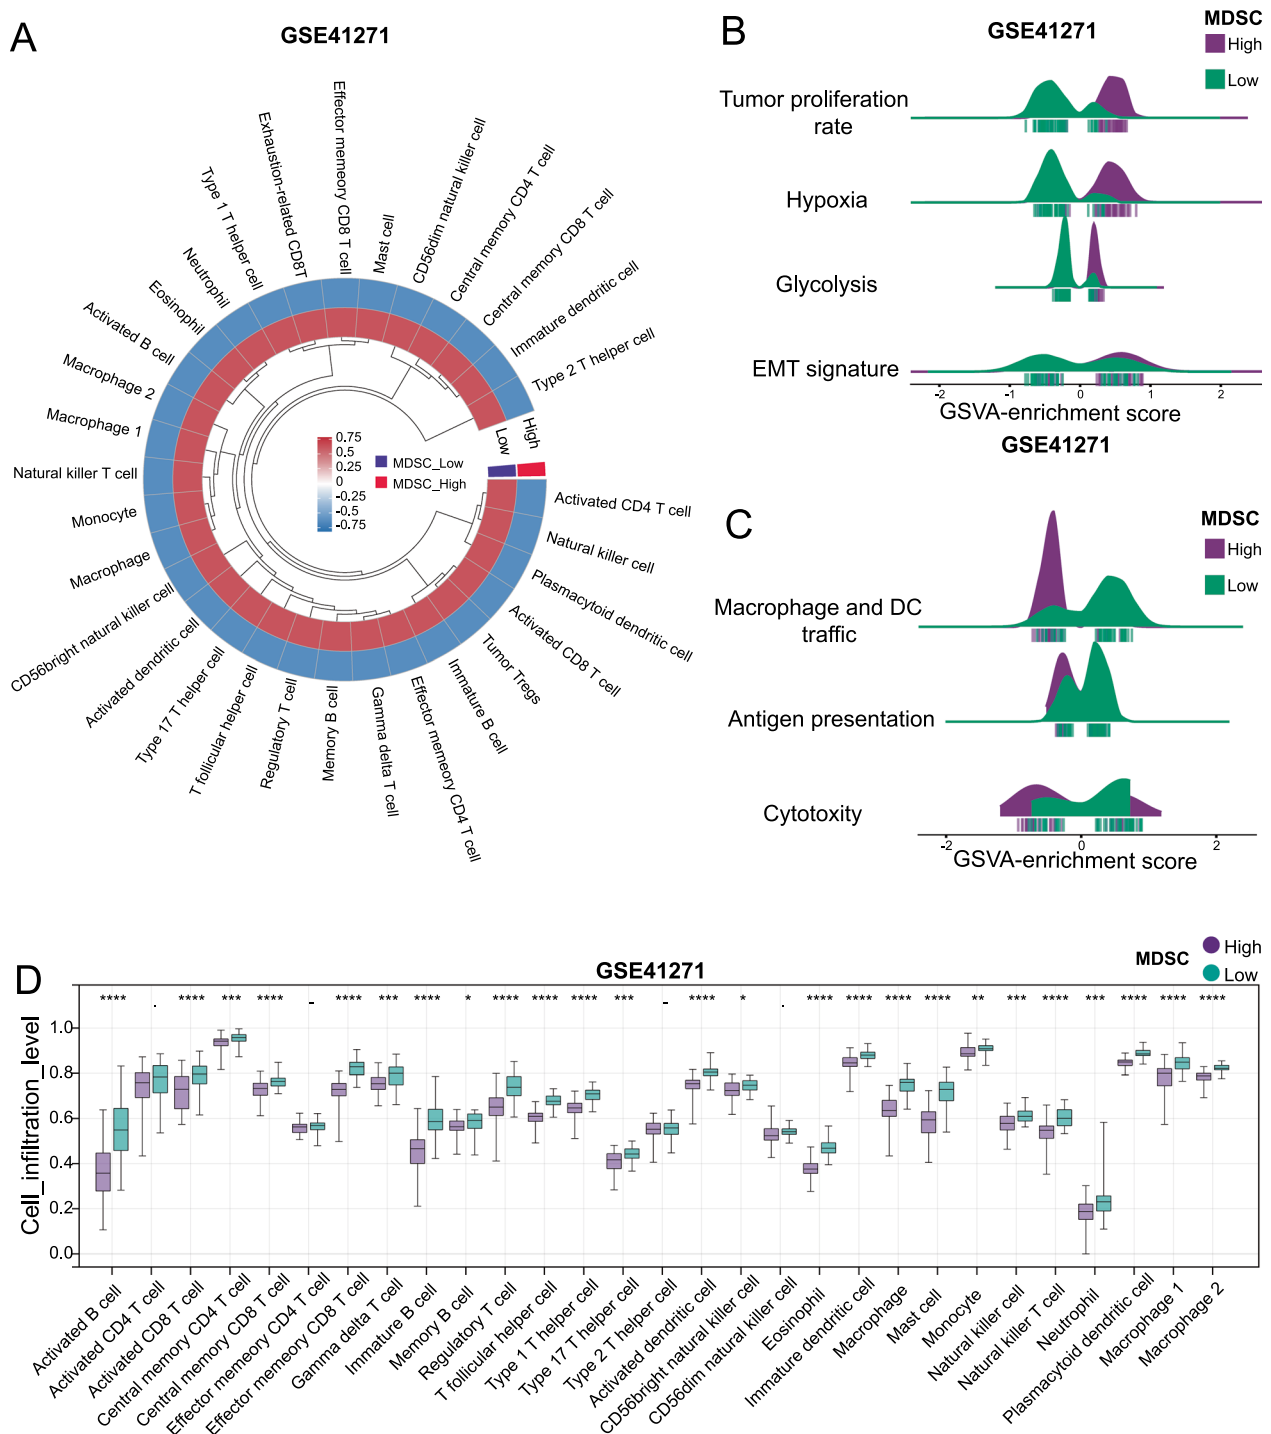 A
GSE41271
Effector memeory CD8 T cell
Exhaustion-related CD8T
Type 1 T helper cell
Neutrophil
Eosinophil
Activated B cell
Macrophage 2
Macrophage 1
Natural killer T cell
Monocyte
Macrophage
CD56bright natural killer cell
Activated dendritic cell
Type 17 T helper cell
T follicular helper cell
Regulatory T cell
Memory B cell
Gamma delta T cell
Effector memeory CD4 T cell
Immature B cell
Tumor Tregs
Activated CD8 T cell
Plasmacytoid dendritic cell
Natural killer cell
Activated CD4 T cell
Mast cell
CD56dim natural killer cell
Central memory CD4 T cell
Central memory CD8 T cell
Immature dendritic cell
Type 2 T helper cell
Low
High
0.75
0.5
0.25
0
-0.25
-0.5
-0.75
MDSC_Low
MDSC_High
B
GSE41271
MDSC
High
Low
Tumor proliferation
rate
Hypoxia
Glycolysis
EMT signature
-2
-1
0
1
2
GSVA-enrichment score
GSE41271
C
MDSC
High
Low
Macrophage and DC
traffic
Antigen presentation
Cytotoxity
-2
0
2
GSVA-enrichment score
D
GSE41271
MDSC
High
Low
**** . **** *** **** - **** *** **** * **** **** **** *** - **** * . **** **** **** **** ** *** **** *** **** **** ****
Cell_infiltration_level
1.0
0.8
0.6
0.4
0.2
0.0
Activated B cell
Activated CD4 T cell
Activated CD8 T cell
Central memory CD4 T cell
Central memory CD8 T cell
Effector memeory CD4 T cell
Effector memeory CD8 T cell
Gamma delta T cell
Immature B cell
Memory B cell
Regulatory T cell
T follicular helper cell
Type 1 T helper cell
Type 17 T helper cell
Type 2 T helper cell
Activated dendritic cell
CD56bright natural killer cell
CD56dim natural killer cell
Eosinophil
Immature dendritic cell
Macrophage
Mast cell
Monocyte
Natural killer cell
Natural killer T cell
Neutrophil
Plasmacytoid dendritic cell
Macrophage 1
Macrophage 2